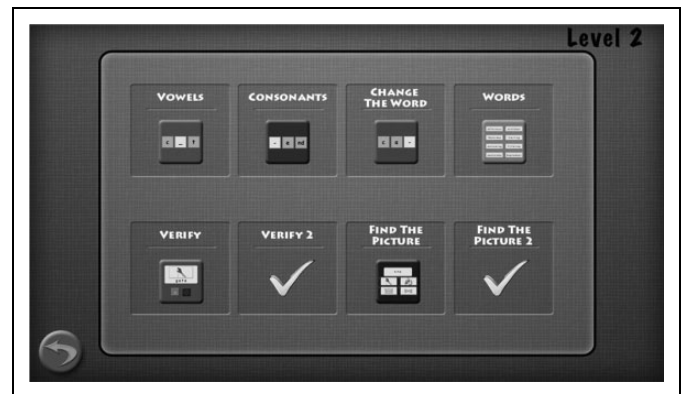 Level 2
VOWELS
CONSONANTS
CHANGE
THE WORD
WORDS
VERIFY
VERIFY 2
FIND THE
PICTURE
FIND THE
PICTURE 2